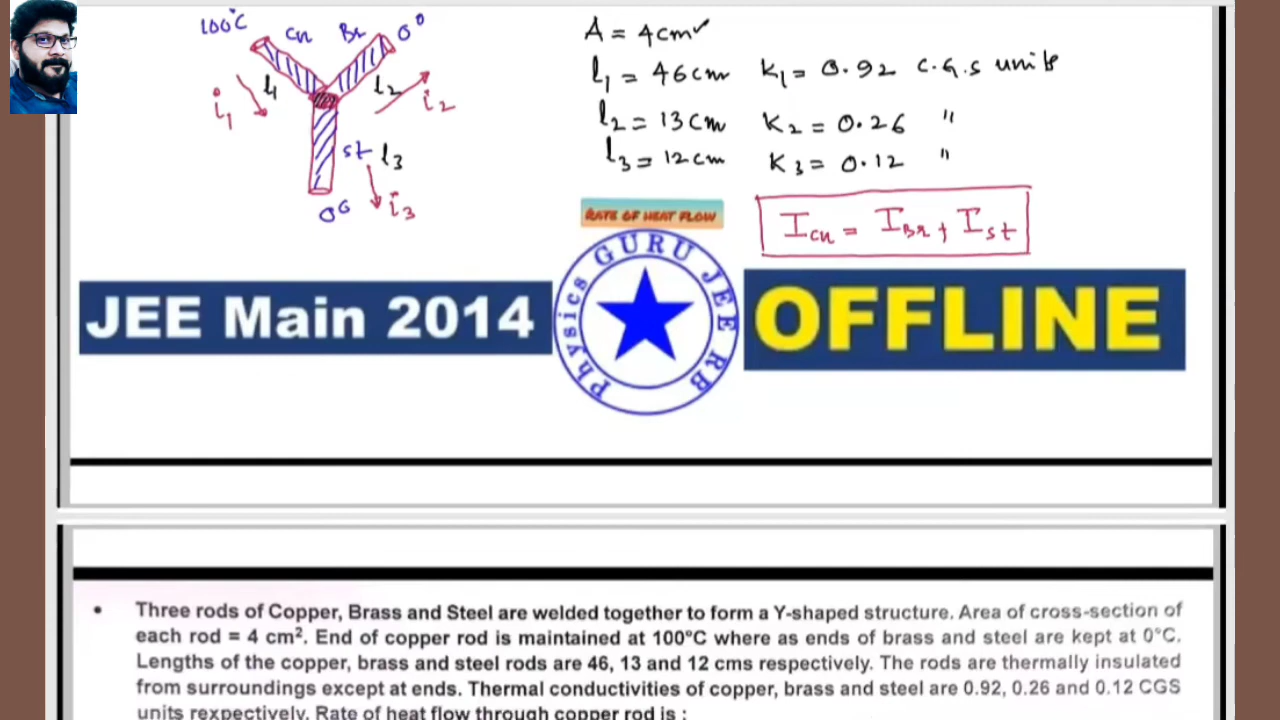 100°C Cu Br 0°
l1 l2
i1 i2
st l3
i3
A = 4cm²
l1 = 46cm K1 = 0.92 C.G.S units
l2 = 13cm K2 = 0.26 "
l3 = 12cm K3 = 0.12 "
RATE OF HEAT FLOW
ICu = IBr + ISt
JEE Main 2014
Physics GURU JEE RB
OFFLINE
• Three rods of Copper, Brass and Steel are welded together to form a Y-shaped structure. Area of cross-section of
each rod = 4 cm². End of copper rod is maintained at 100°C where as ends of brass and steel are kept at 0°C.
Lengths of the copper, brass and steel rods are 46, 13 and 12 cms respectively. The rods are thermally insulated
from surroundings except at ends. Thermal conductivities of copper, brass and steel are 0.92, 0.26 and 0.12 CGS
units rexpectively. Rate of heat flow through copper rod is :